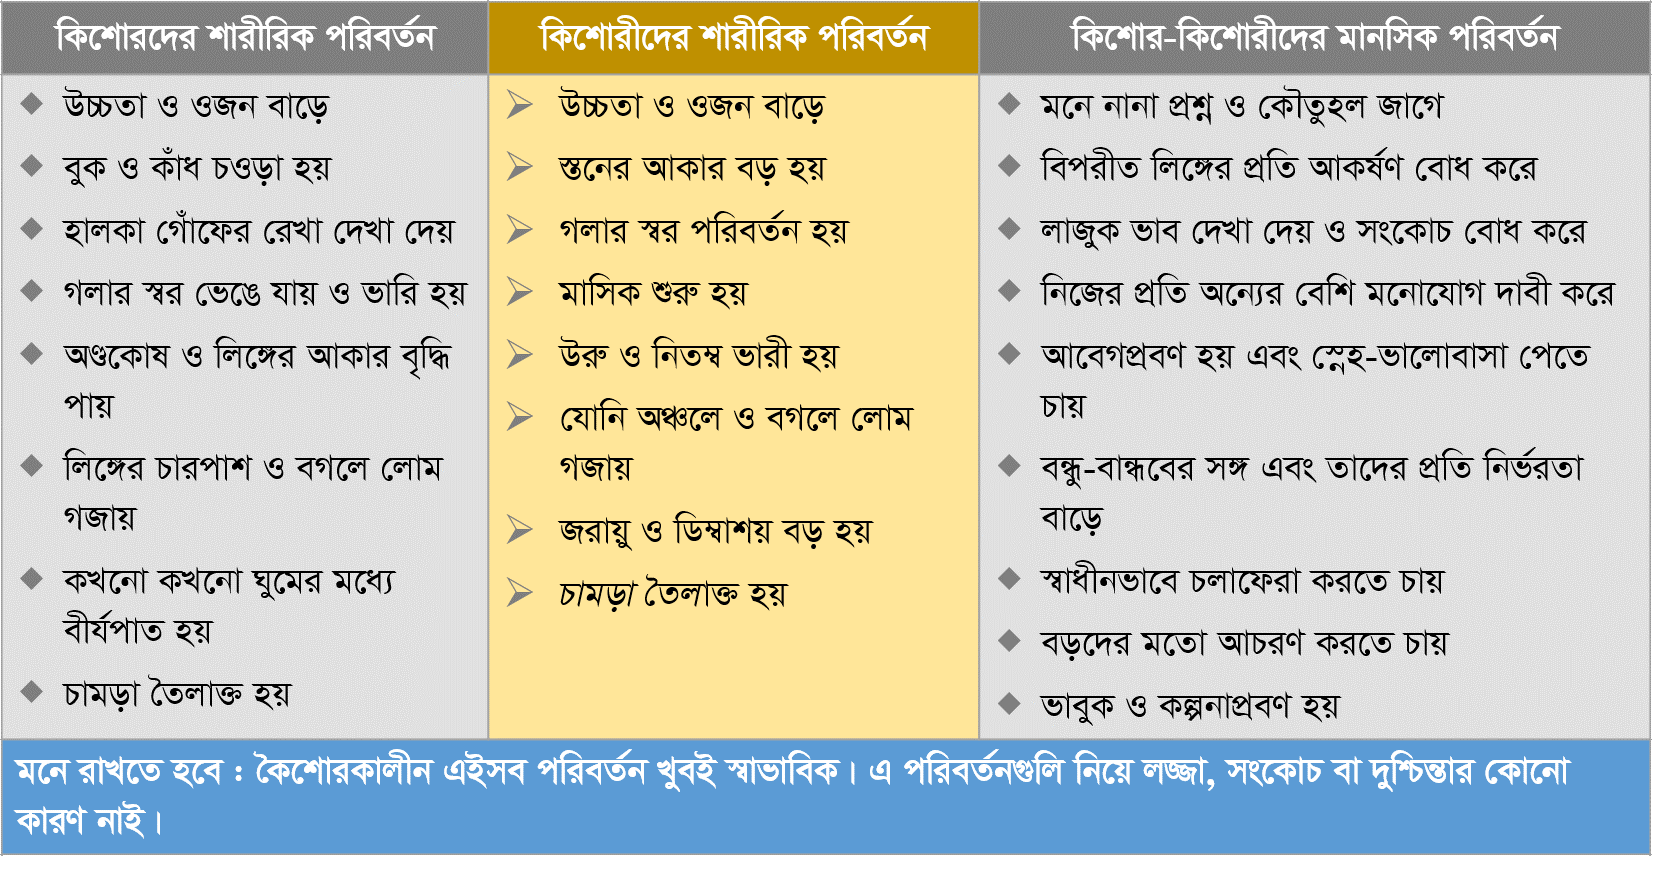 কিশোরদের শারীরিক পরিবর্তন
উচ্চতা ও ওজন বাড়ে
বুক ও কাঁধ চওড়া হয়
হালকা গোঁফের রেখা দেখা দেয়
গলার স্বর ভেঙে যায় ও ভারি হয়
অণ্ডকোষ ও লিঙ্গের আকার বৃদ্ধি
পায়
লিঙ্গের চারপাশ ও বগলে লোম
গজায়
কখনো কখনো ঘুমের মধ্যে
বীর্যপাত হয়
চামড়া তৈলাক্ত হয়
কিশোরীদের শারীরিক পরিবর্তন
উচ্চতা ও ওজন বাড়ে
স্তনের আকার বড় হয়
গলার স্বর পরিবর্তন হয়
মাসিক শুরু হয়
উরু ও নিতম্ব ভারী হয়
যোনি অঞ্চলে ও বগলে লোম
গজায়
জরায়ু ও ডিম্বাশয় বড় হয়
চামড়া তৈলাক্ত হয়
কিশোর-কিশোরীদের মানসিক পরিবর্তন
মনে নানা প্রশ্ন ও কৌতুহল জাগে
বিপরীত লিঙ্গের প্রতি আকর্ষণ বোধ করে
লাজুক ভাব দেখা দেয় ও সংকোচ বোধ করে
নিজের প্রতি অন্যের বেশি মনোযোগ দাবী করে
আবেগপ্রবণ হয় এবং স্নেহ-ভালোবাসা পেতে
চায়
বন্ধু-বান্ধবের সঙ্গ এবং তাদের প্রতি নির্ভরতা
বাড়ে
স্বাধীনভাবে চলাফেরা করতে চায়
বড়দের মতো আচরণ করতে চায়
ভাবুক ও কল্পনাপ্রবণ হয়
মনে রাখতে হবে : কৈশোরকালীন এইসব পরিবর্তন খুবই স্বাভাবিক। এ পরিবর্তনগুলি নিয়ে লজ্জা, সংকোচ বা দুশ্চিন্তার কোনো
কারণ নাই।